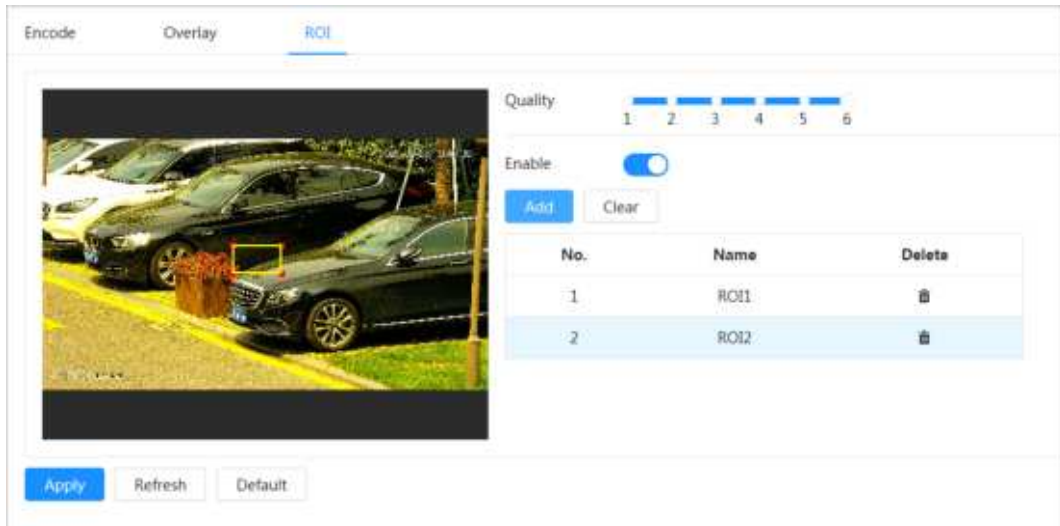 Encode Overlay ROI
Quality
1 2 3 4 5 6
Enable
Add Clear
No. Name Delete
1 ROI1
2 ROI2
Apply Refresh Default